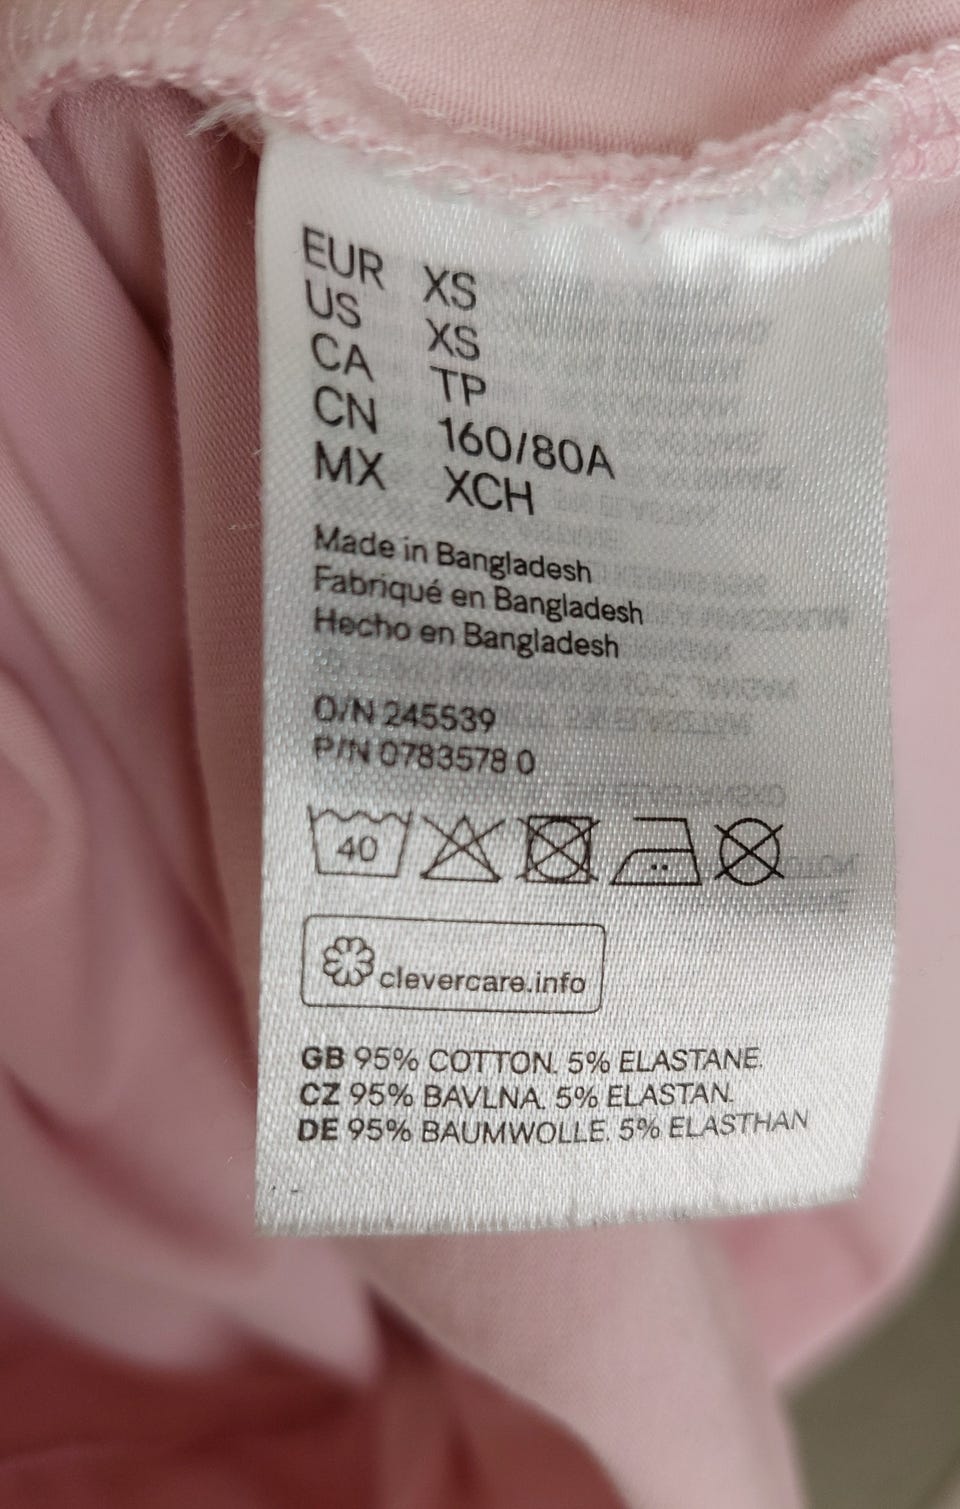 EUR XS
US XS
CA TP
CN 160/80A
MX XCH
Made in Bangladesh
Fabriqué en Bangladesh
Hecho en Bangladesh
O/N 245539
P/N 0783578 0
40
clevercare.info
GB 95% COTTON. 5% ELASTANE.
CZ 95% BAVLNA. 5% ELASTAN.
DE 95% BAUMWOLLE. 5% ELASTHAN